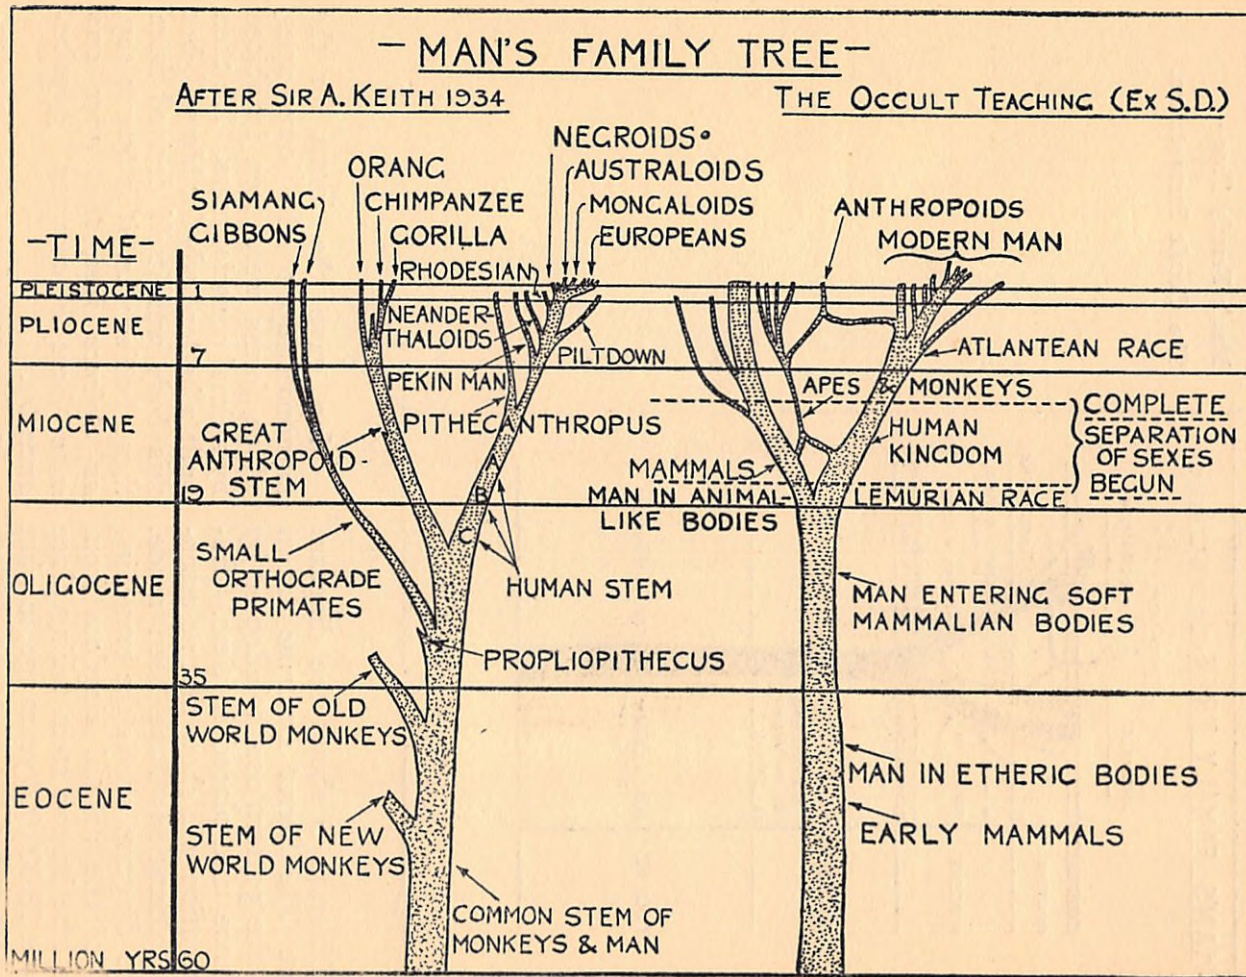 - MAN'S FAMILY TREE -
AFTER SIR A. KEITH 1934
THE OCCULT TEACHING (EX S.D.)
NEGROIDS
ORANG
AUSTRALOIDS
SIAMANG
CHIMPANZEE
MONGALOIDS
ANTHROPOIDS
GIBBONS
GORILLA
EUROPEANS
MODERN MAN
-TIME-
RHODESIAN
PLEISTOCENE 1
PLIOCENE
NEANDER-
THALOIDS
PILTDOWN
ATLANTEAN RACE
7
PEKIN MAN
APES & MONKEYS
COMPLETE
SEPARATION
OF SEXES
BEGUN
MIOCENE
PITHECANTHROPUS
GREAT
ANTHROPOID-
STEM
HUMAN
KINGDOM
A
MAMMALS
19
B
MAN IN ANIMAL-
LIKE BODIES
LEMURIAN RACE
C
SMALL
ORTHOGRADE
PRIMATES
OLIGOCENE
HUMAN STEM
MAN ENTERING SOFT
MAMMALIAN BODIES
PROPLIOPITHECUS
35
STEM OF OLD
WORLD MONKEYS
MAN IN ETHERIC BODIES
EOCENE
STEM OF NEW
WORLD MONKEYS
EARLY MAMMALS
COMMON STEM OF
MONKEYS & MAN
MILLION YRS 60